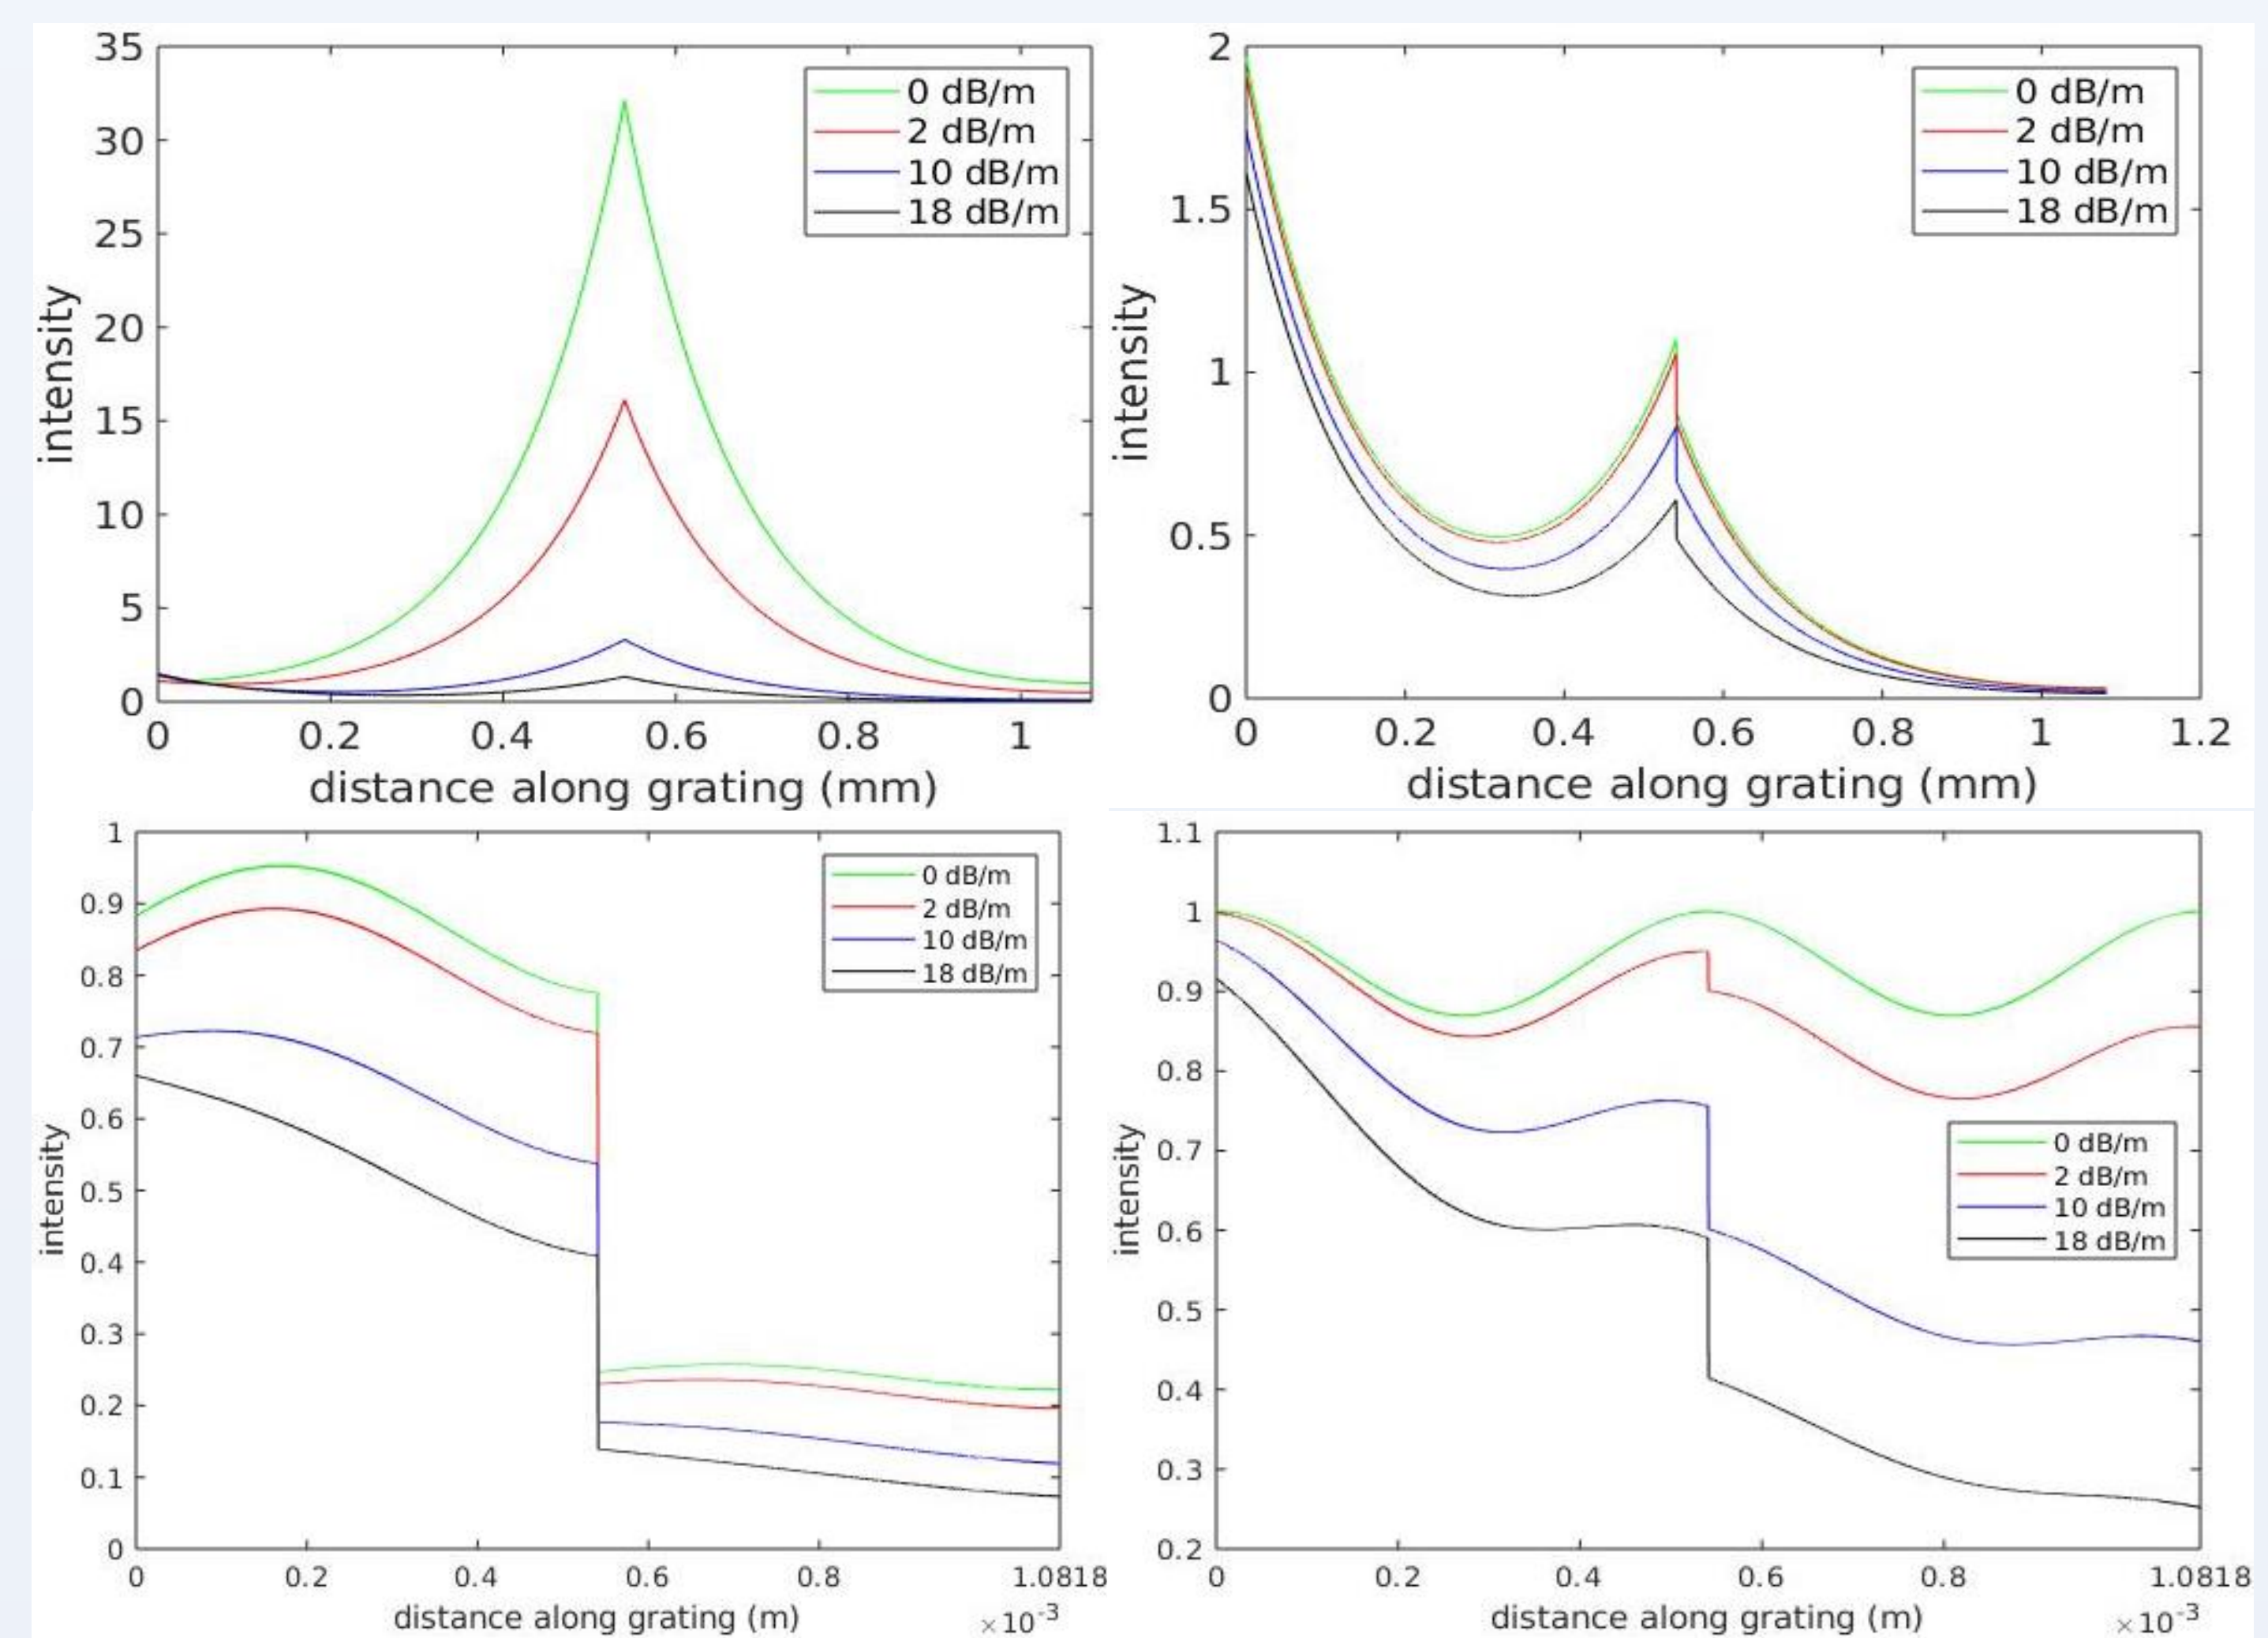 35
30
25
20
15
10
5
0
intensity
0 dB/m
2 dB/m
10 dB/m
18 dB/m
0 0.2 0.4 0.6 0.8 1
distance along grating (mm)
2
1.5
1
0.5
0
intensity
0 dB/m
2 dB/m
10 dB/m
18 dB/m
0 0.2 0.4 0.6 0.8 1 1.2
distance along grating (mm)
1
0.9
0.8
0.7
0.6
0.5
0.4
0.3
0.2
0.1
0
intensity
0 dB/m
2 dB/m
10 dB/m
18 dB/m
0 0.2 0.4 0.6 0.8 1.0818
distance along grating (m) ×10-3
1.1
1
0.9
0.8
0.7
0.6
0.5
0.4
0.3
0.2
intensity
0 dB/m
2 dB/m
10 dB/m
18 dB/m
0 0.2 0.4 0.6 0.8 1.0818
distance along grating (m) ×10-3